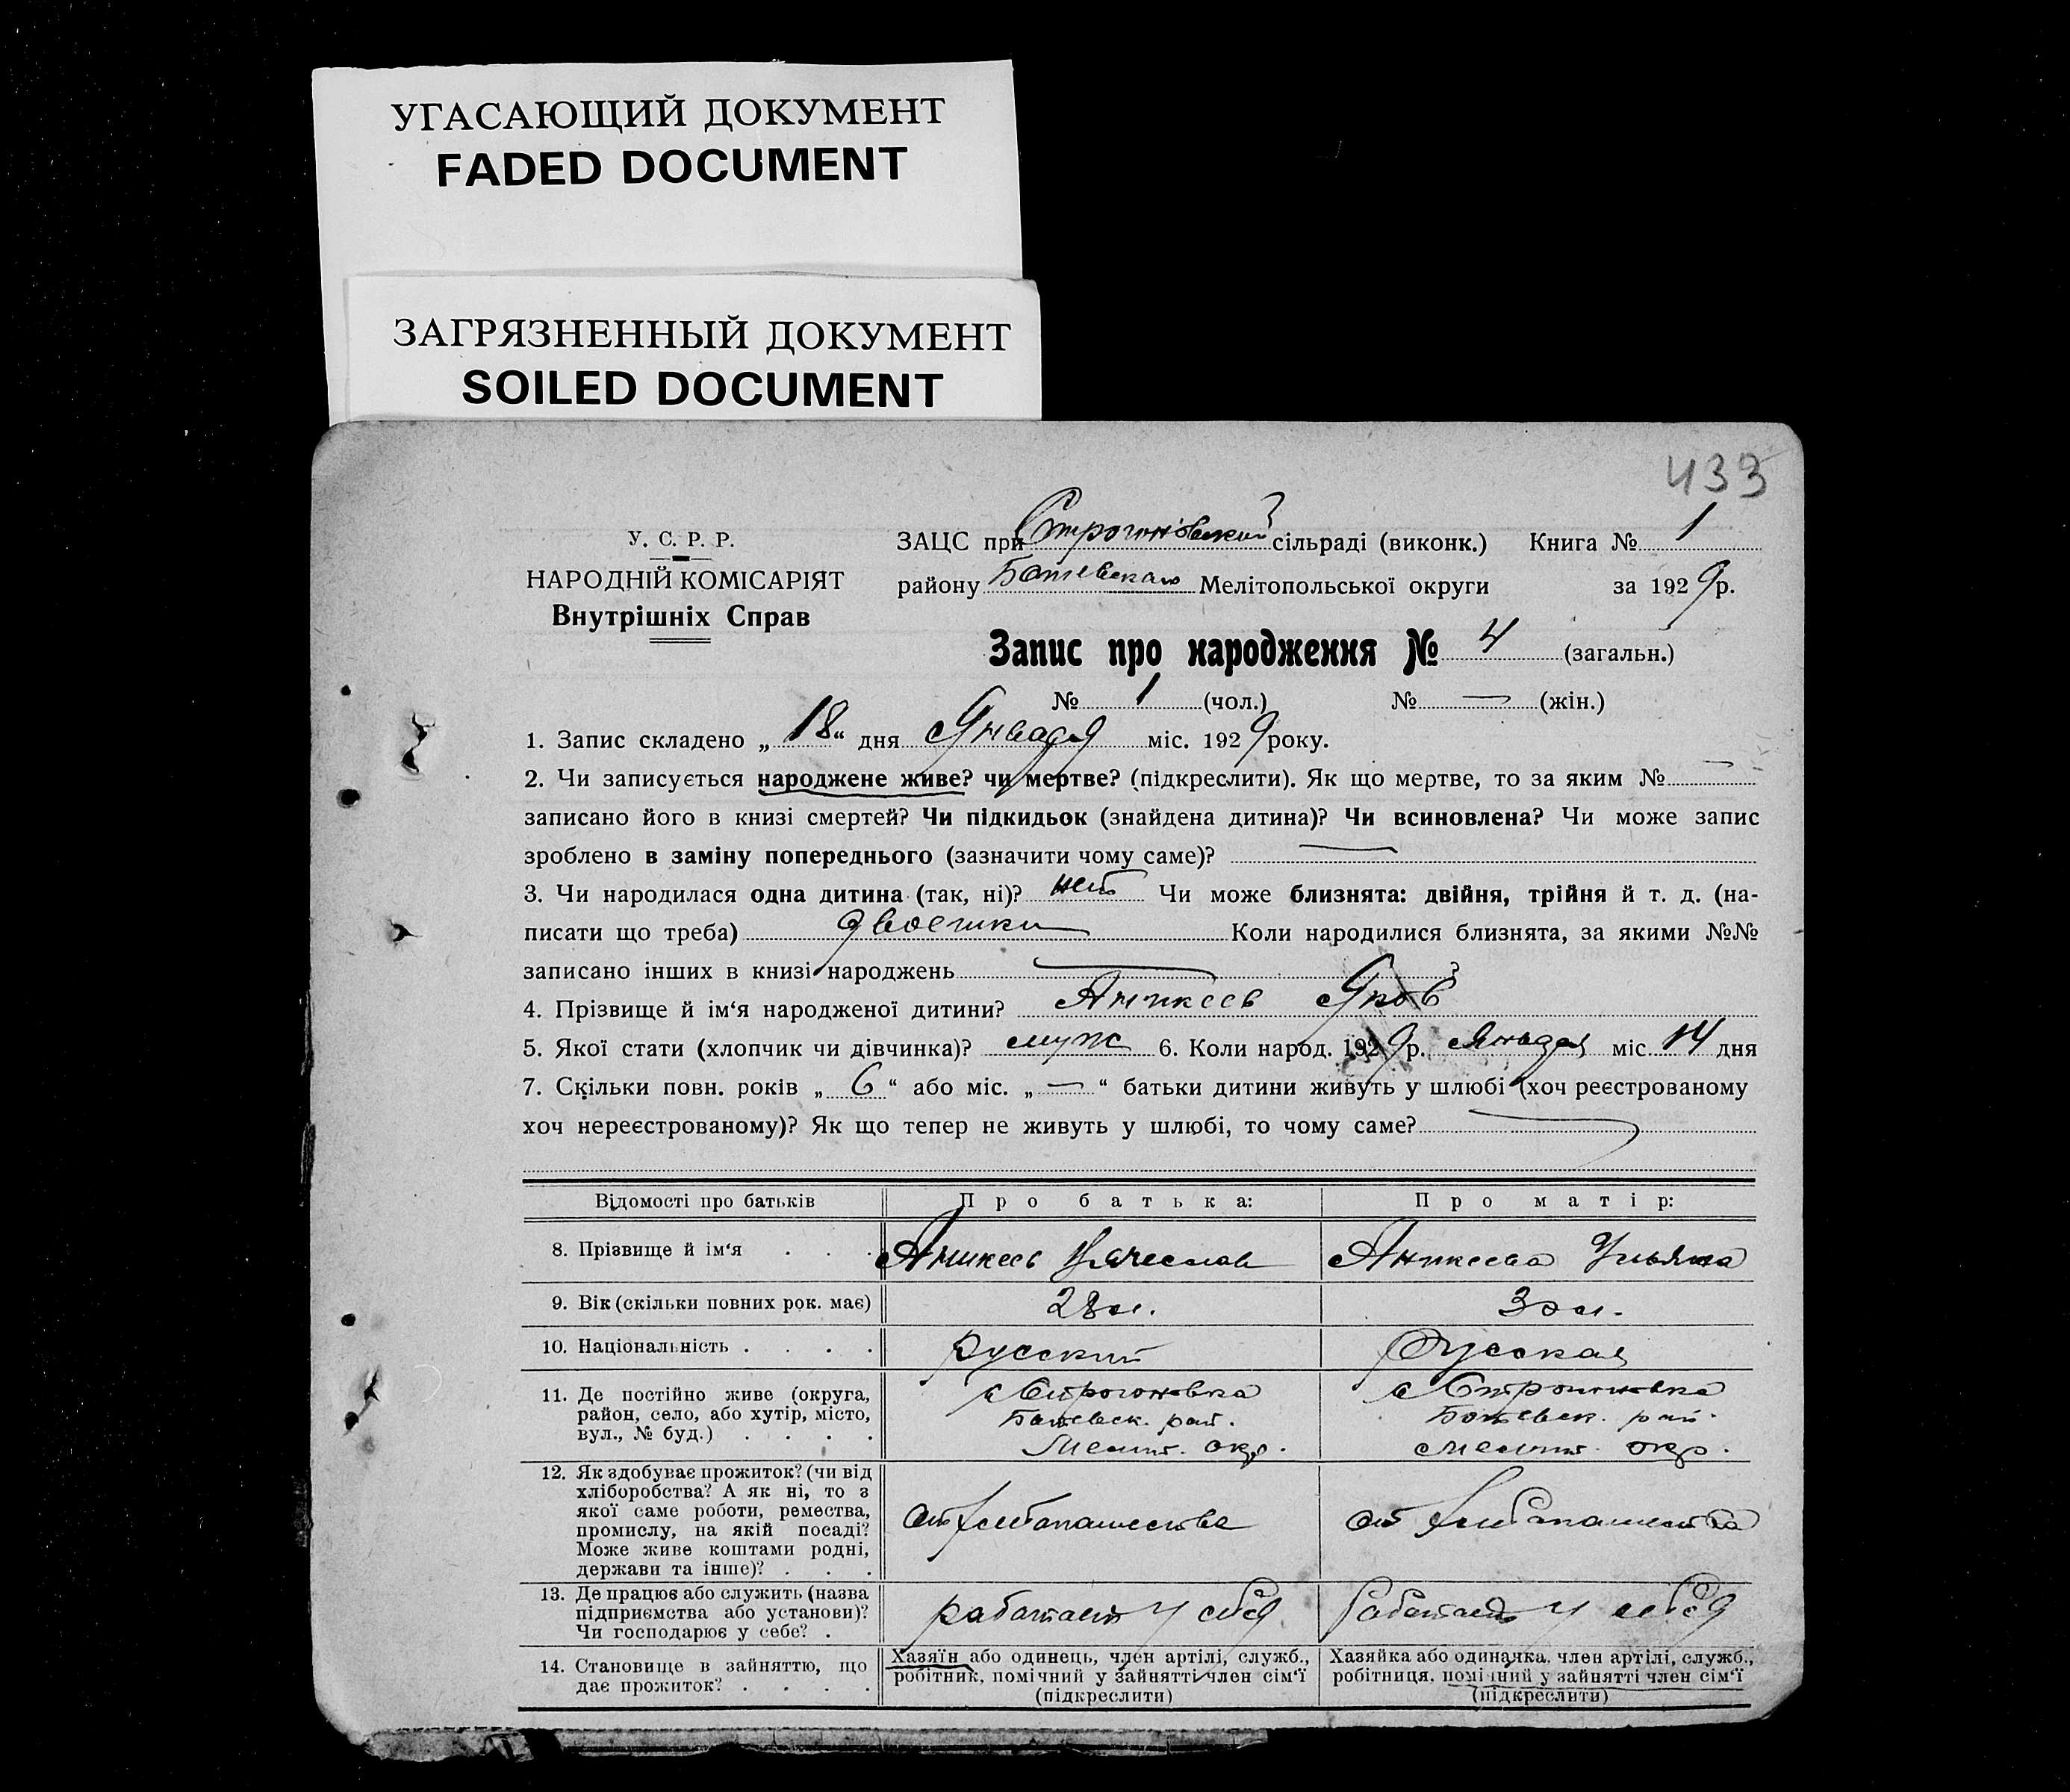 УГАСАЮЩИЙ ДОКУМЕНТ
FADED DOCUMENT
ЗАГРЯЗНЕННЫЙ ДОКУМЕНТ
SOILED DOCUMENT
433
У. С. Р. Р.
НАРОДНІЙ КОМІСАРІЯТ
Внутрішніх Справ
ЗАЦС при Строгановский сільраді (виконк.) Книга № 1
району Мелітопольської округи за 1929 р.
Запис про народження № 4 (загальн.)
№ 1 (чол.) № — (жін.)
1. Запис складено „ 18 “ дня Января міс. 1929 року.
2. Чи записується народжене живе? чи мертве? (підкреслити). Як що мертве, то за яким № —
записано його в книзі смертей? Чи підкидьок (знайдена дитина)? Чи всиновлена? Чи може запис
зроблено в заміну попереднього (зазначити чому саме)? —
3. Чи народилася одна дитина (так, ні)? нет Чи може близнята: двійня, трійня й т. д. (на-
писати що треба) двоешки Коли народилися близнята, за якими №№
записано інших в книзі народжень —
4. Прізвище й ім‘я народженої дитини? Аникеев Яков
5. Якої стати (хлопчик чи дівчинка)? муж 6. Коли народ. 1929 р. Января міс. 14 дня
7. Скільки повн. років „ 6 “ або міс. „ — “ батьки дитини живуть у шлюбі (хоч реєстрованому
хоч нереєстрованому)? Як що тепер не живуть у шлюбі, то чому саме? —
Відомості про батьків Про батька: Про матір:
8. Прізвище й ім‘я . . . Аникеев Вячеслав Аникеева Ульяна
9. Вік (скільки повних рок. має) 28 л. 30 л.
10. Національність . . . . русский Русская
11. Де постійно живе (округа,
район, село, або хутір, місто,
вул., № буд.) . . . .
с Строгоновка
рай.
Мелит. окр.
с Строгоновка
рай.
Мелит. окр.
12. Як здобуває прожиток? (чи від
хліборобства? А як ні, то з
якої саме роботи, ремества,
промислу, на якій посаді?
Може живе коштами родні,
держави та інше)? . . .
от хлебопашества
от хлебопашества
13. Де працює або служить (назва
підприємства або установи)?
Чи господарює у себе? .
работает у себя
работает у себя
14. Становище в зайняттю, що
дає прожиток? . . . .
Хазяїн або одинець, член артілі, служб.,
робітник, помічний у зайнятті член сім‘ї
(підкреслити)
Хазяйка або одиначка, член артілі, служб.,
робітниця, помічний у зайнятті член сім‘ї
(підкреслити)